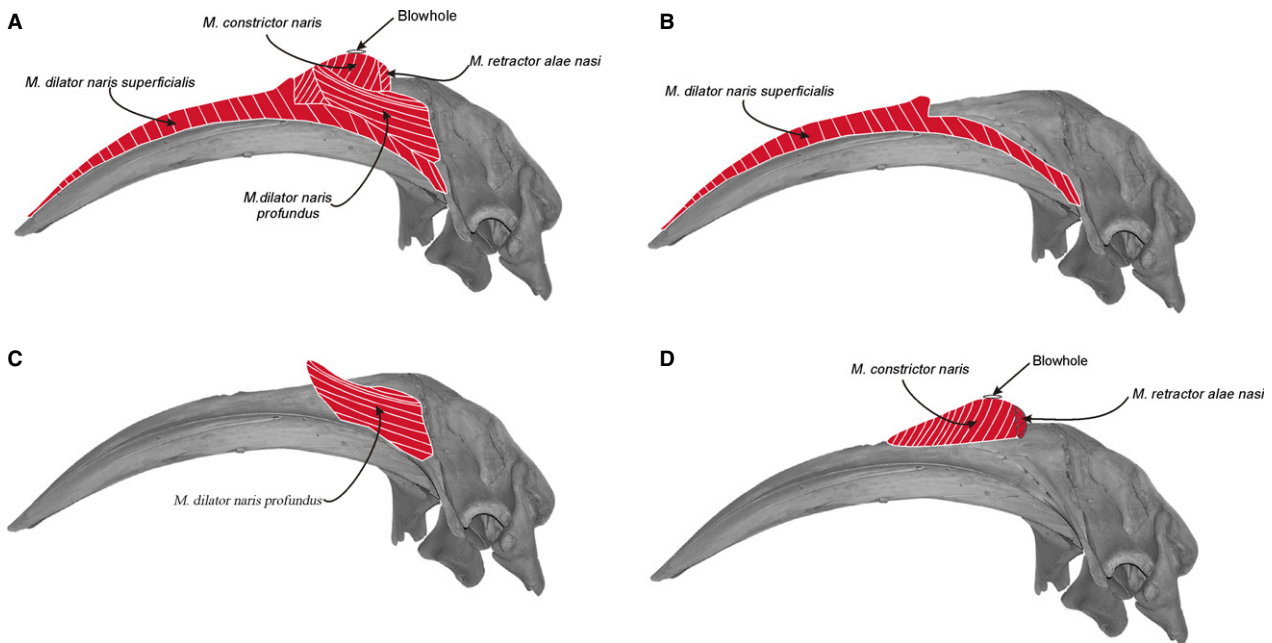 A
M. constrictor naris
Blowhole
M. retractor alae nasi
M. dilator naris superficialis
M.dilator naris
profundus
B
M. dilator naris superficialis
C
M. dilator naris profundus
D
M. constrictor naris
Blowhole
M. retractor alae nasi